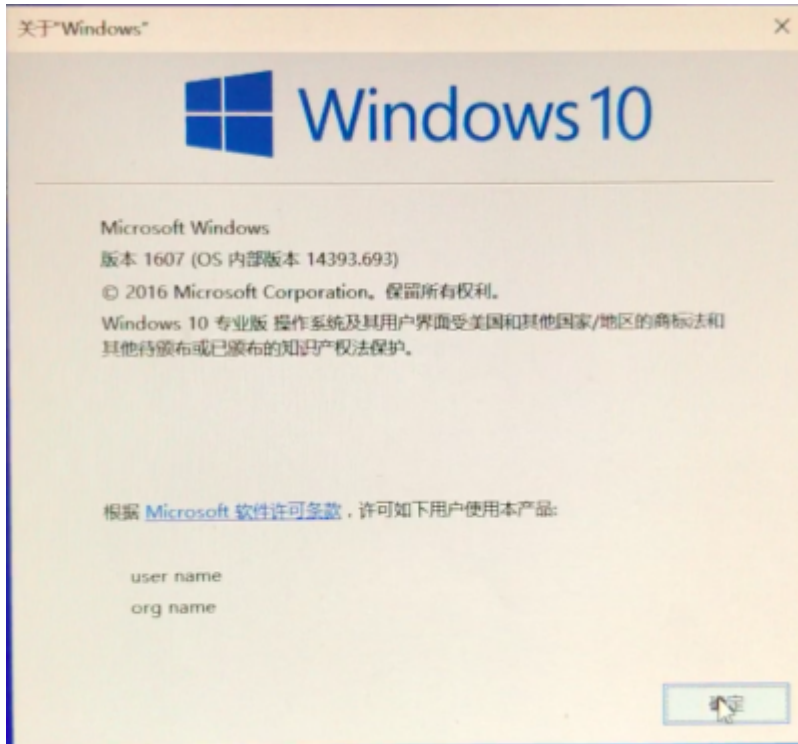 关于"Windows"
Windows 10
Microsoft Windows
版本 1607 (OS 内部版本 14393.693)
© 2016 Microsoft Corporation。保留所有权利。
Windows 10 专业版 操作系统及其用户界面受美国和其他国家/地区的商标法和
其他待颁布或已颁布的知识产权法保护。
根据 Microsoft 软件许可条款，许可如下用户使用本产品:
user name
org name
确定